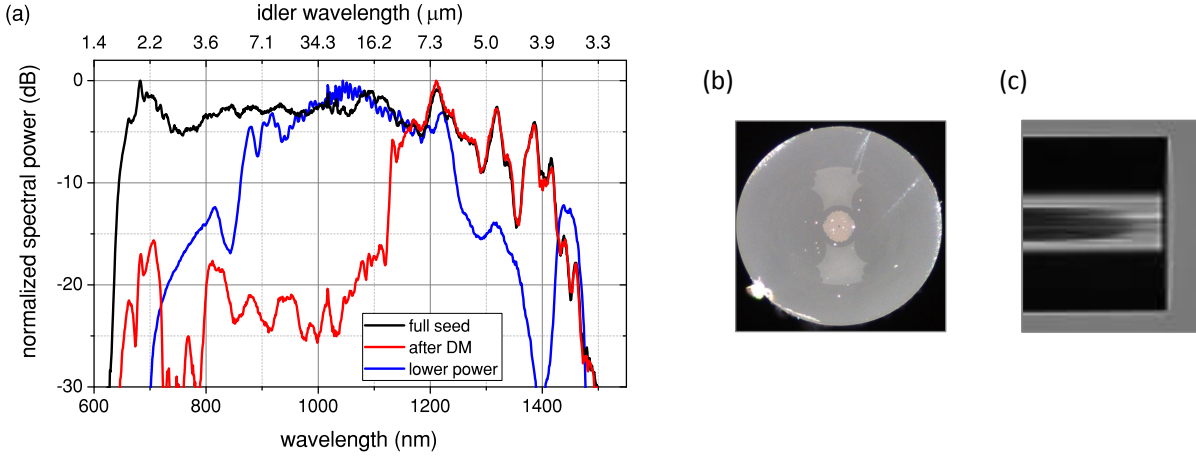 (a)
idler wavelength ( μm)
1.4 2.2 3.6 7.1 34.3 16.2 7.3 5.0 3.9 3.3
normalized spectral power (dB)
0
-10
-20
-30
full seed
after DM
lower power
600 800 1000 1200 1400
wavelength (nm)
(b)
(c)